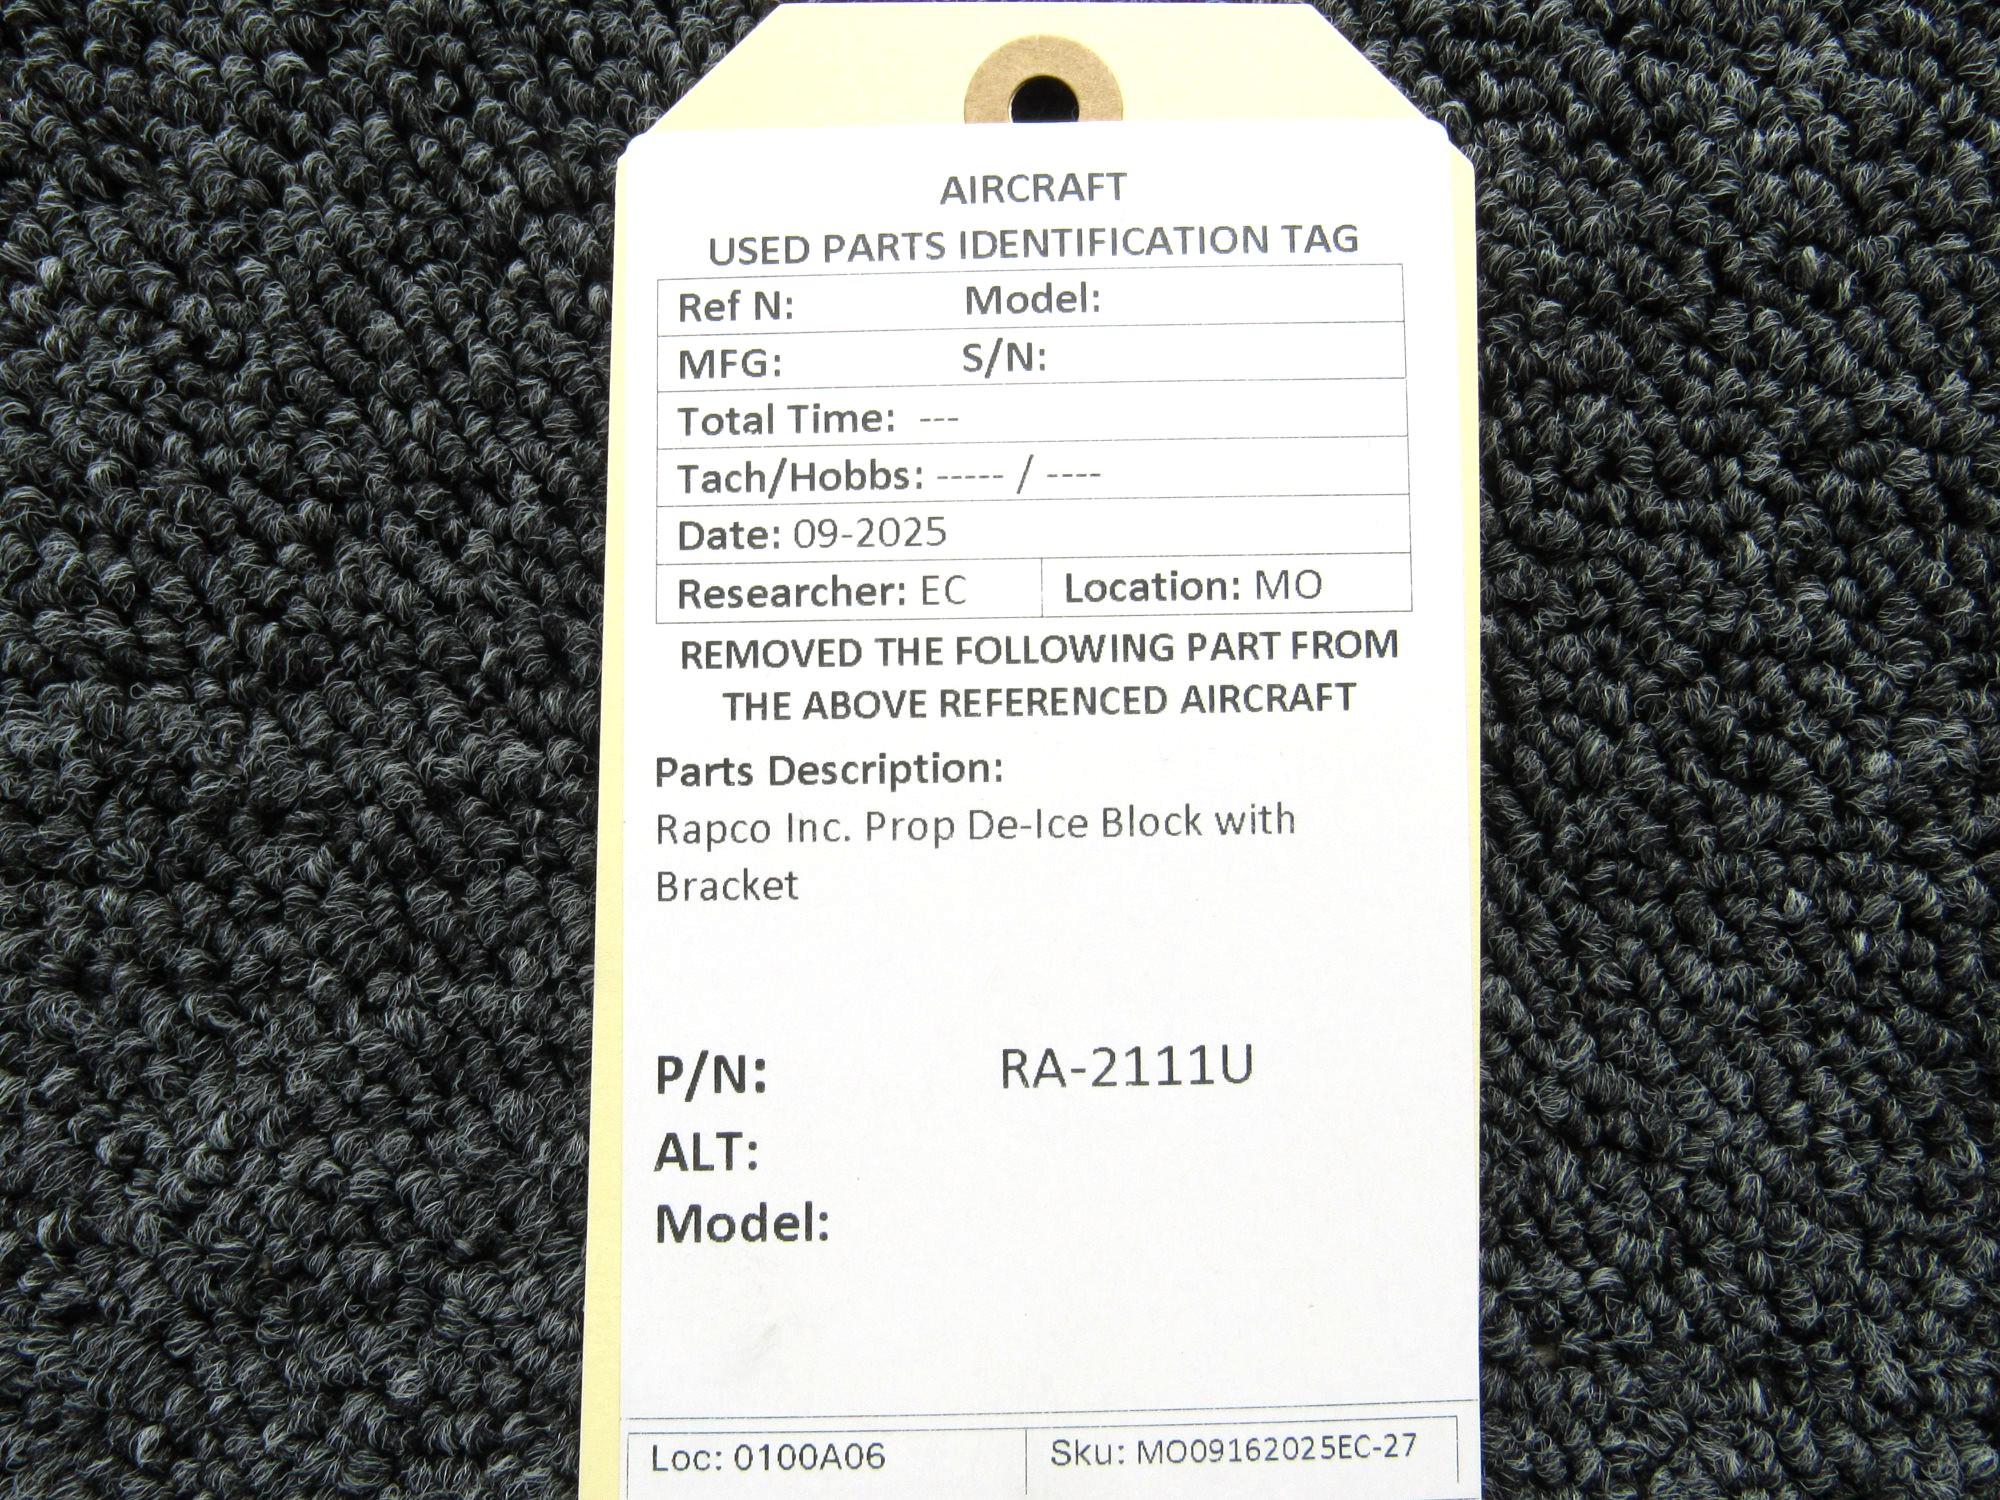 AIRCRAFT
USED PARTS IDENTIFICATION TAG
Ref N: Model:
MFG: S/N:
Total Time: ---
Tach/Hobbs: ----- / ----
Date: 09-2025
Researcher: EC Location: MO
REMOVED THE FOLLOWING PART FROM
THE ABOVE REFERENCED AIRCRAFT
Parts Description:
Rapco Inc. Prop De-Ice Block with
Bracket
P/N: RA-2111U
ALT:
Model:
Loc: 0100A06 Sku: MO09162025EC-27